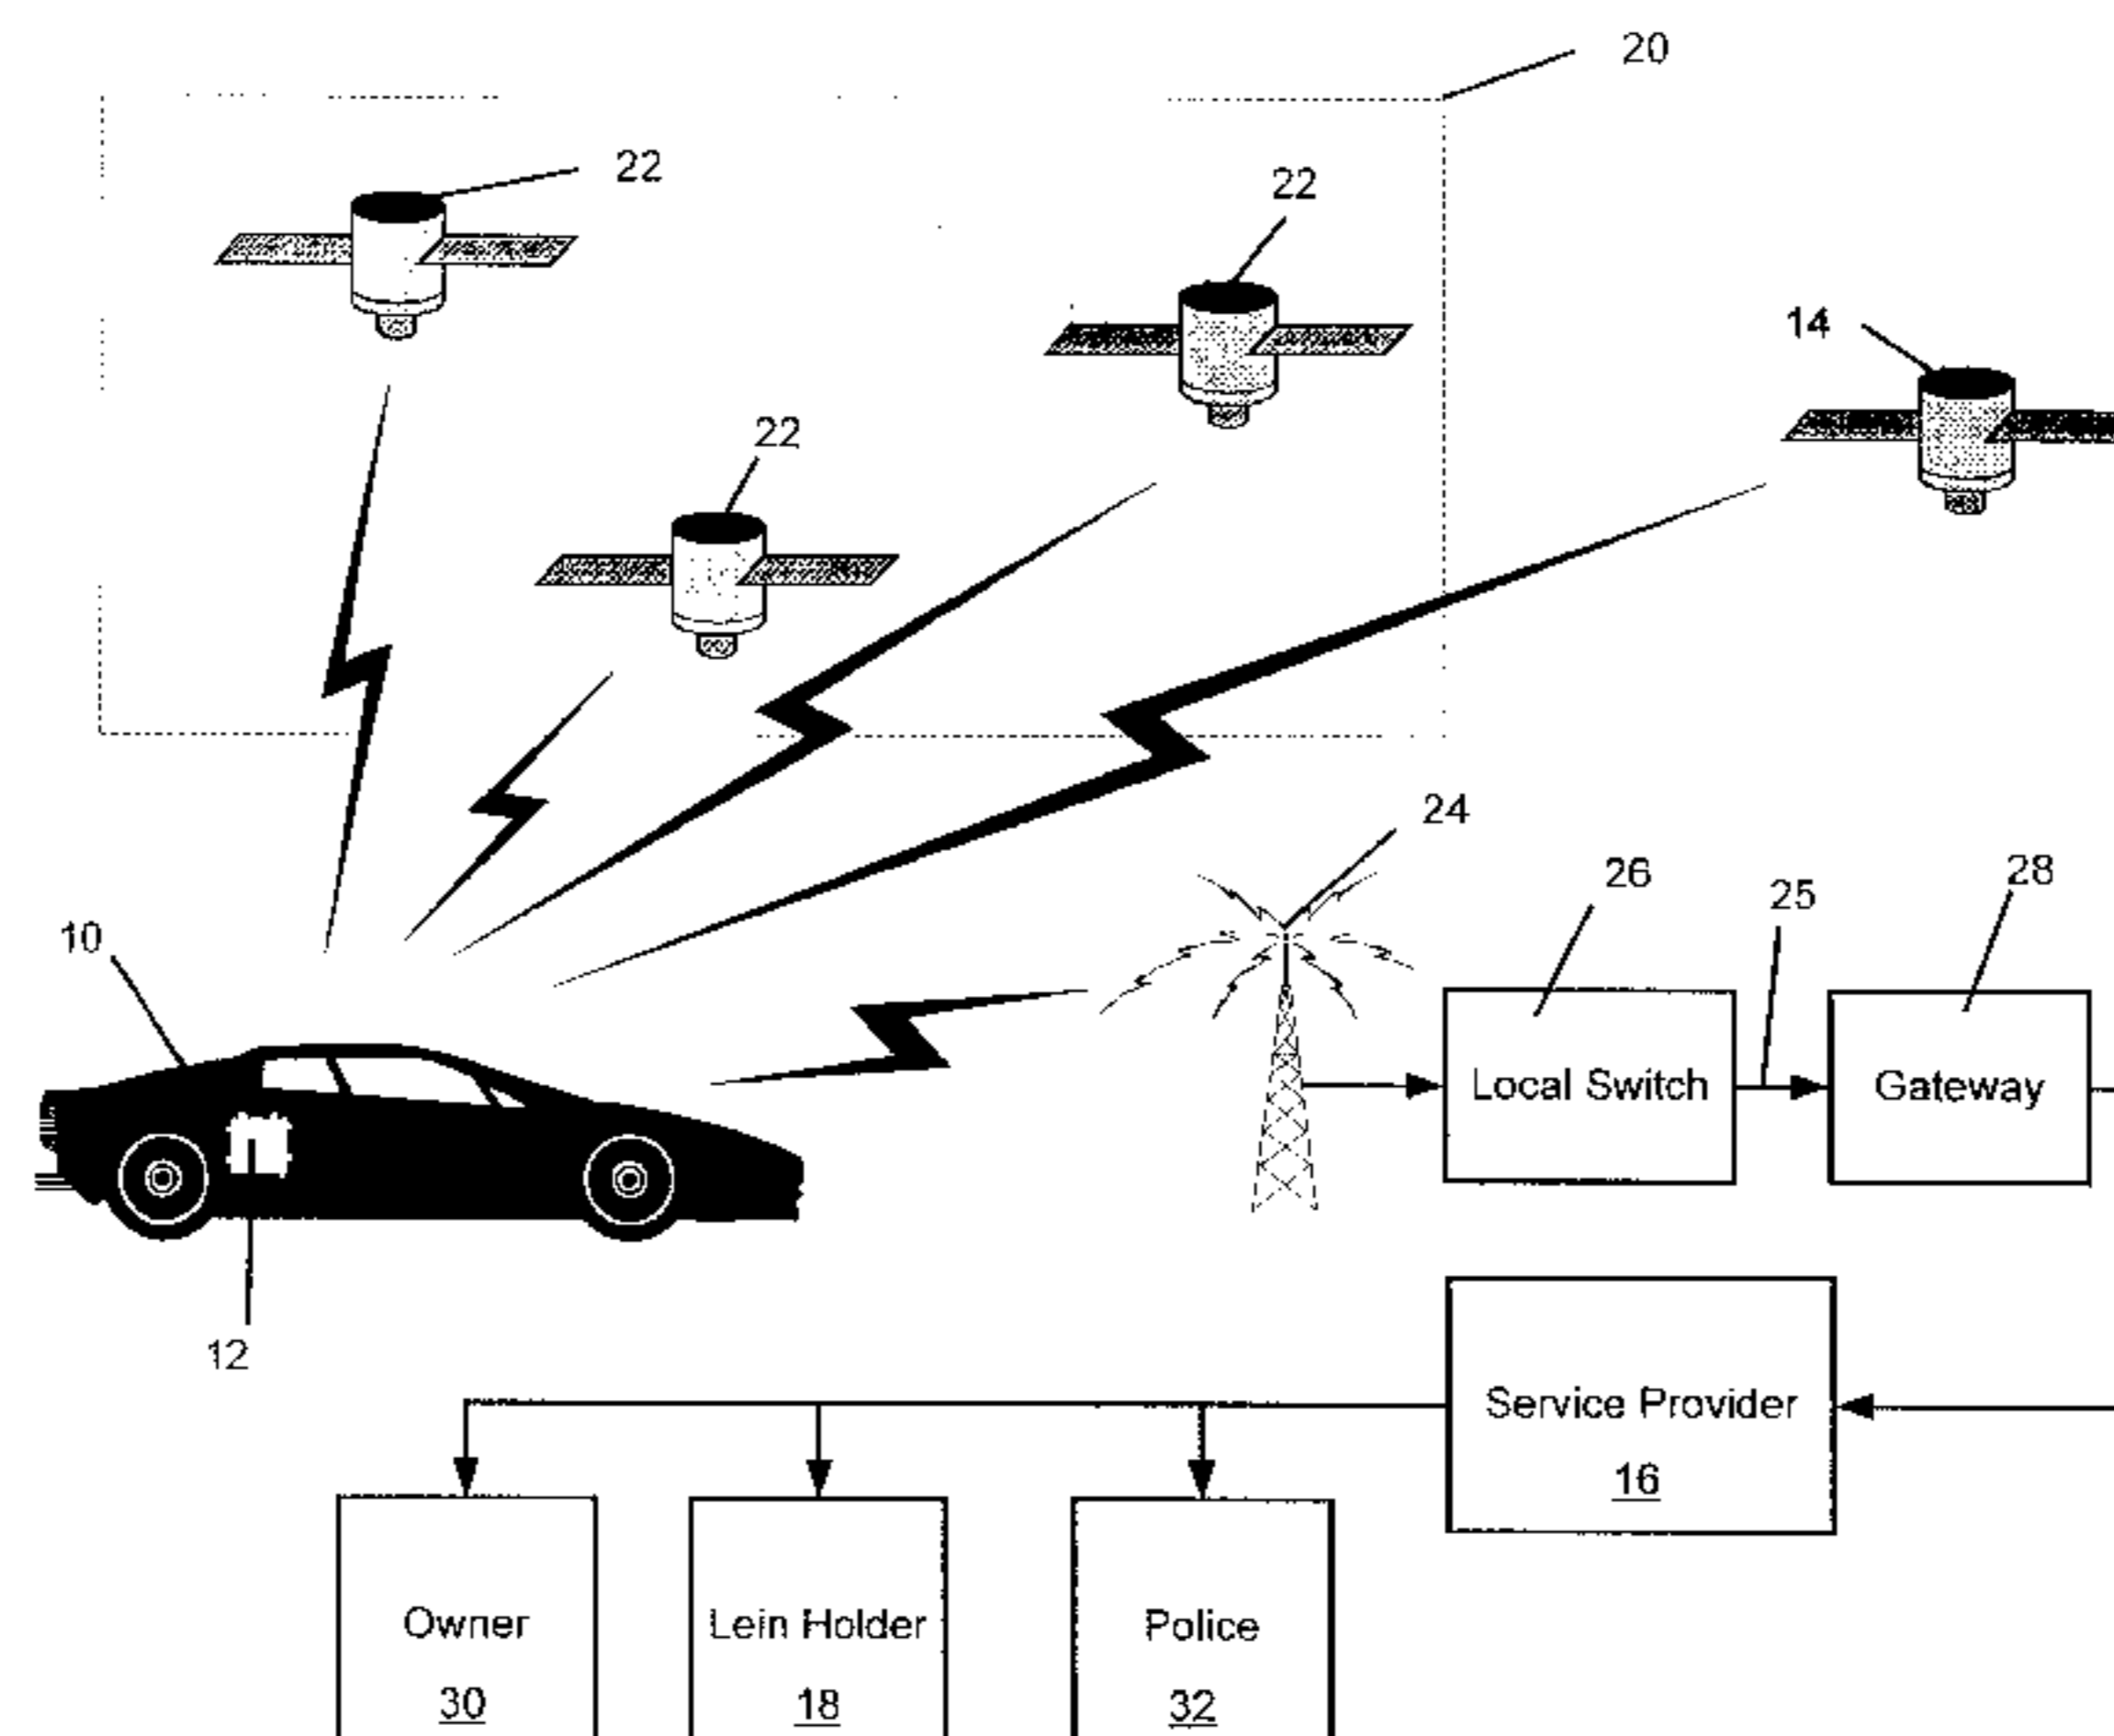 20
22
22
14
22
24
26
25
28
10
Local Switch
Gateway
12
Service Provider
16
Owner
30
Lein Holder
18
Police
32